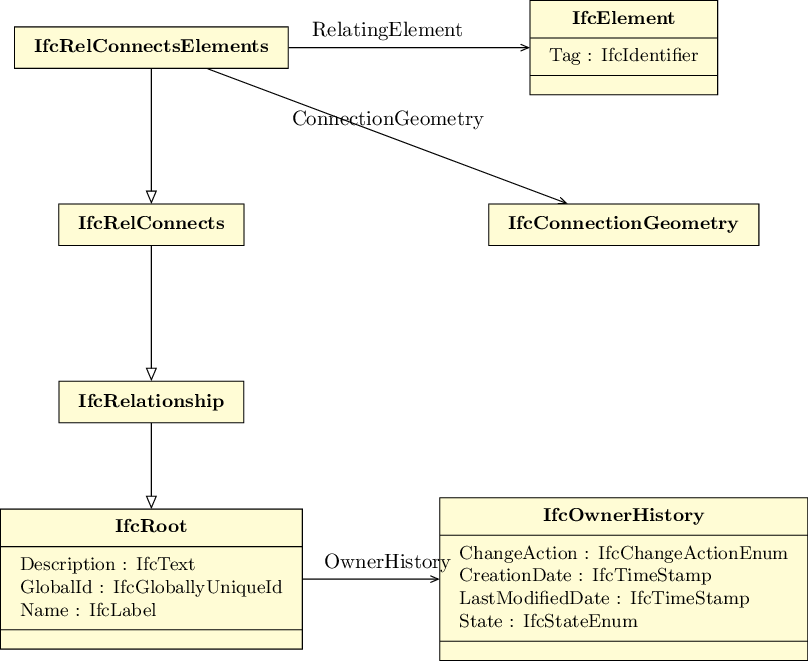 IfcRelConnectsElements
RelatingElement
IfcElement
Tag : IfcIdentifier
ConnectionGeometry
IfcRelConnects
IfcConnectionGeometry
IfcRelationship
IfcRoot
Description : IfcText
GlobalId : IfcGloballyUniqueId
Name : IfcLabel
OwnerHistory
IfcOwnerHistory
ChangeAction : IfcChangeActionEnum
CreationDate : IfcTimeStamp
LastModifiedDate : IfcTimeStamp
State : IfcStateEnum